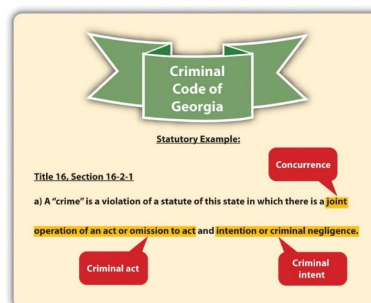 Criminal
Code of
Georgia
Statutory Example:
Concurrence
Title 16, Section 16-2-1
a) A “crime” is a violation of a statute of this state in which there is a joint
operation of an act or omission to act and intention or criminal negligence.
Criminal act
Criminal
intent